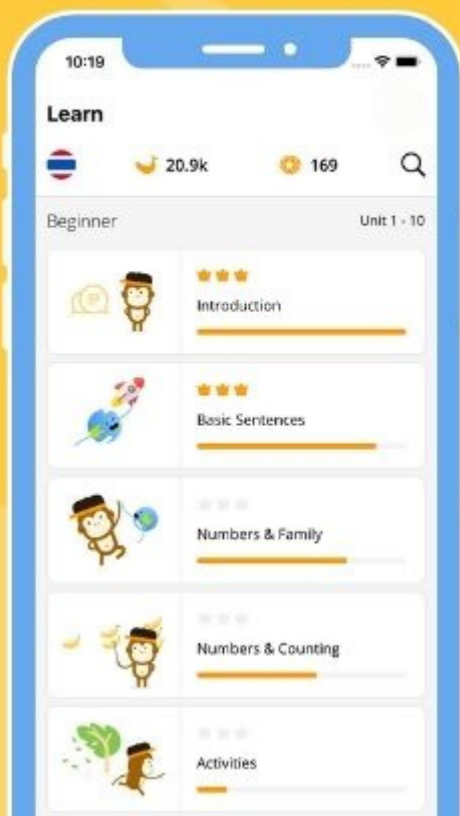 10:19
Learn
20.9k 169
Beginner Unit 1 - 10
Introduction
Basic Sentences
Numbers & Family
Numbers & Counting
Activities